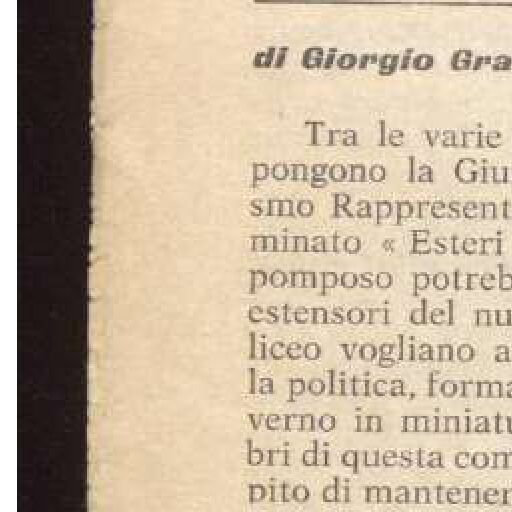 di Giorgio Gra
Tra le varie
pongono la Giu
smo Rappresent
minato « Esteri
pomposo potreb
estensori del nu
liceo vogliano a
la politica, forma
verno in miniatu
bri di questa com
pito di mantener